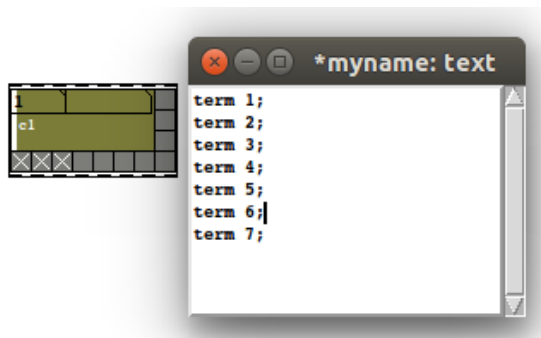 *myname: text
1
c1
term 1;
term 2;
term 3;
term 4;
term 5;
term 6;
term 7;